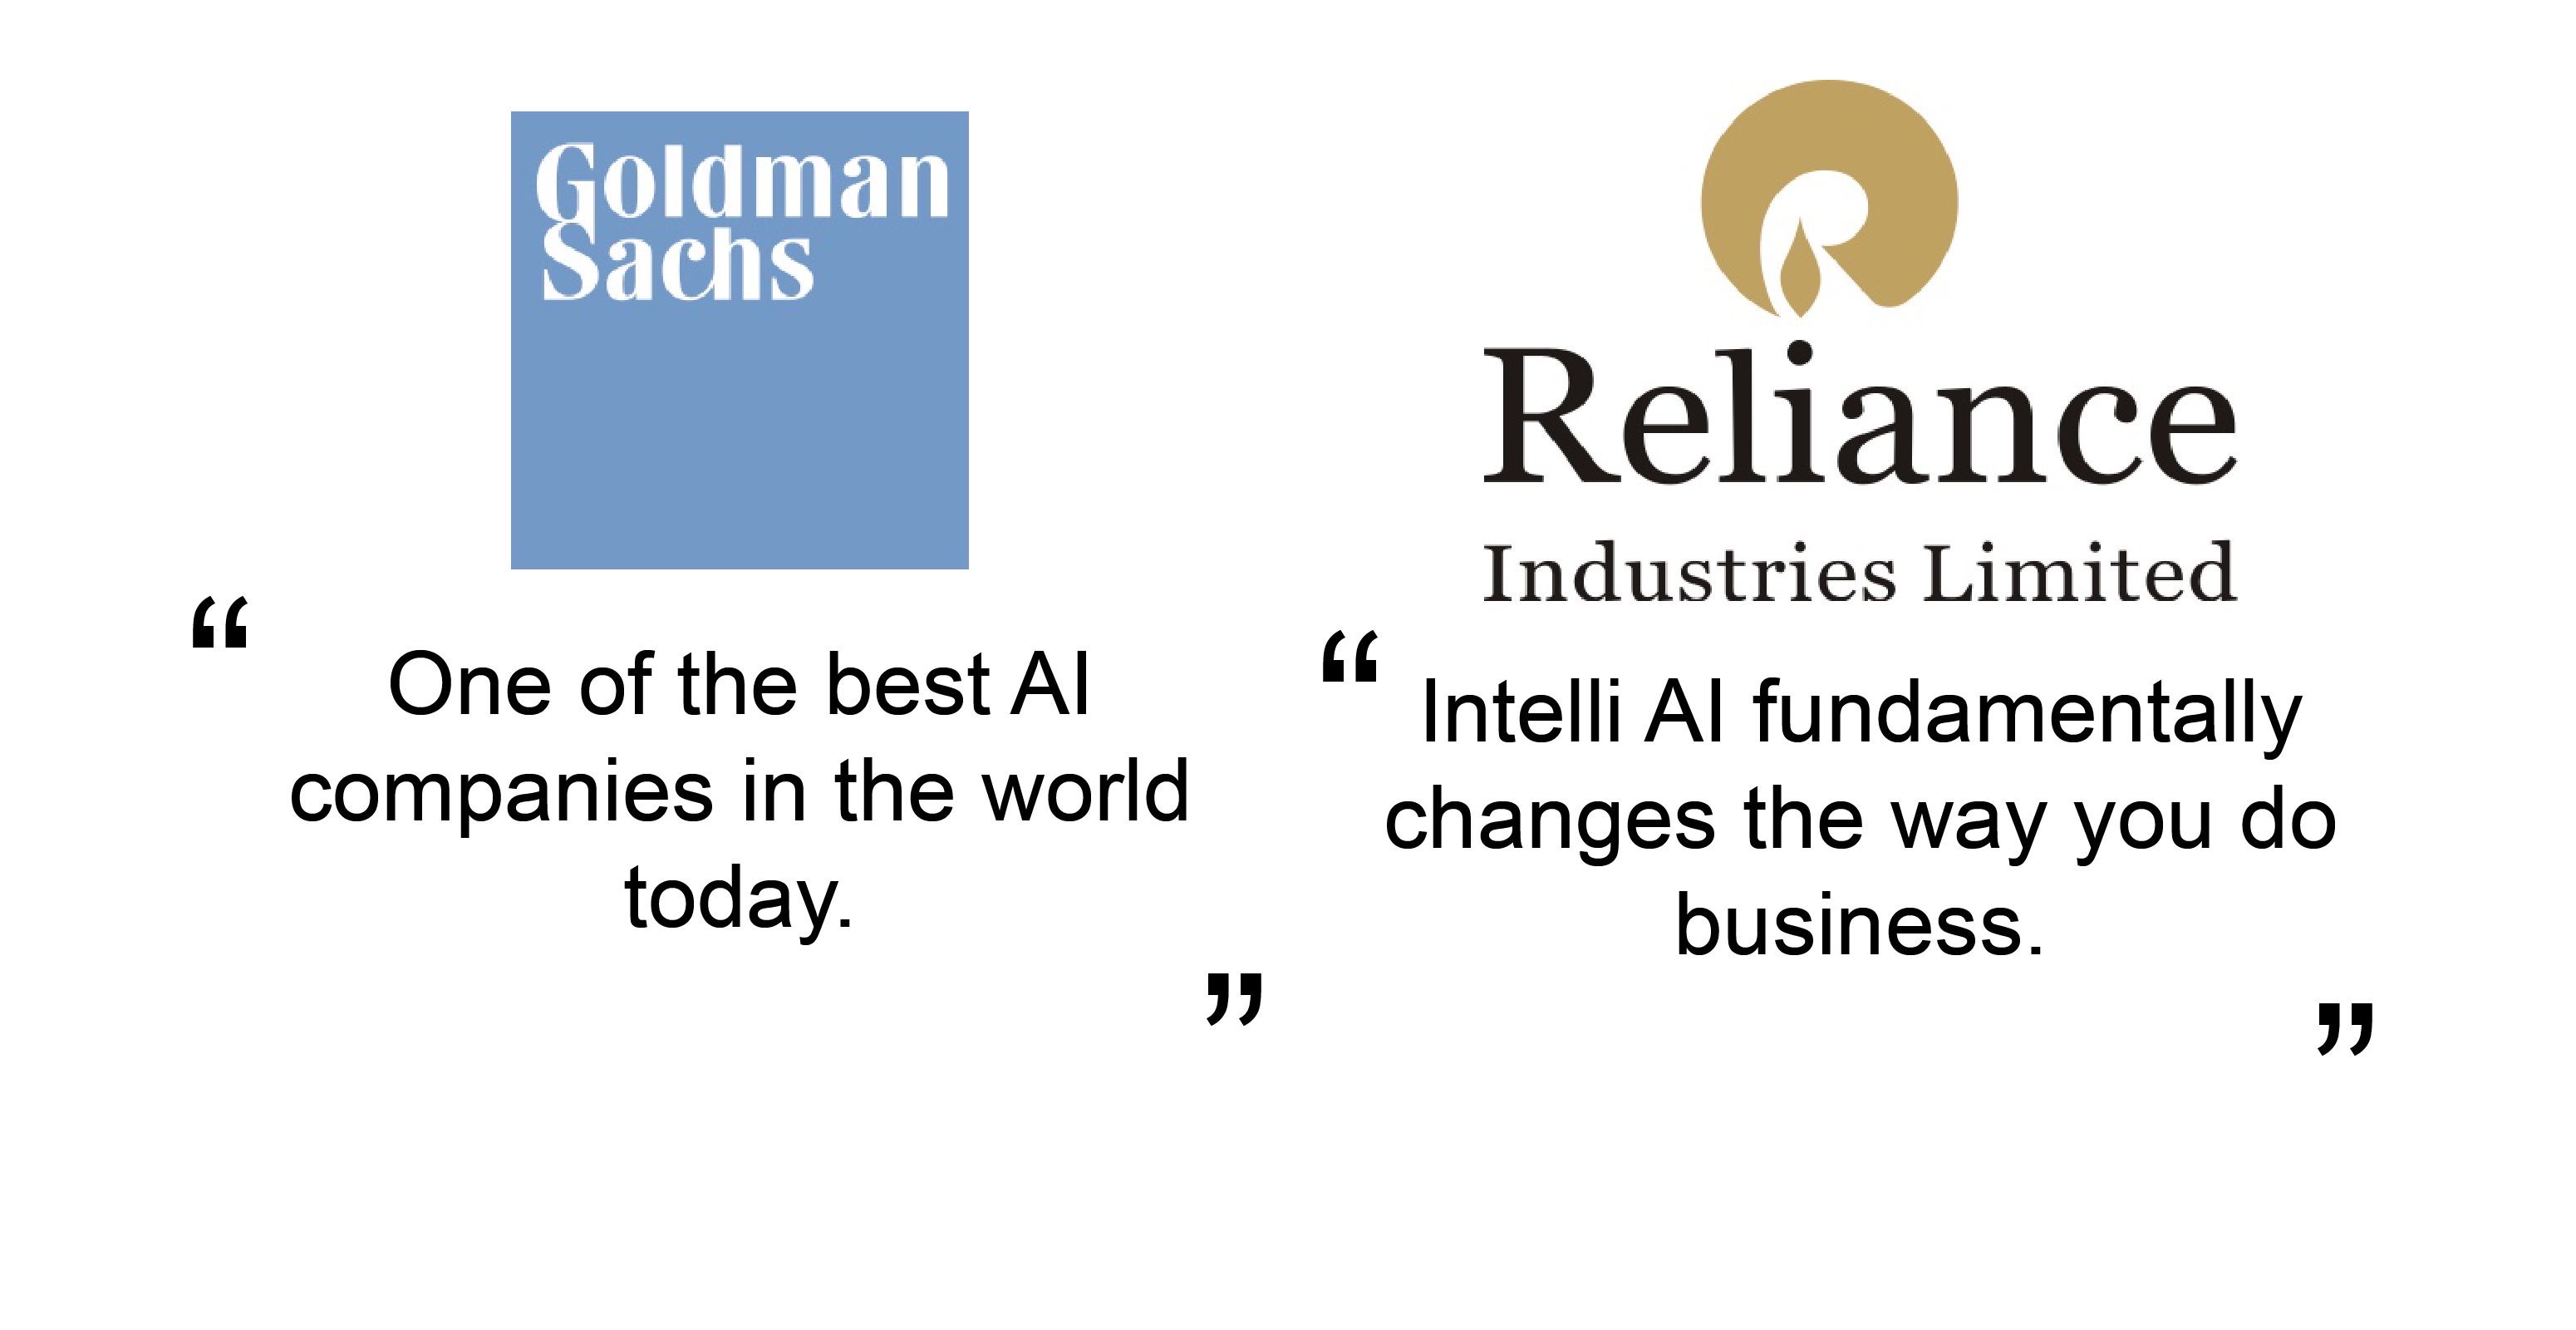 Goldman
Sachs
“
One of the best AI
companies in the world
today.
”
Reliance
Industries Limited
“
Intelli AI fundamentally
changes the way you do
business.
”